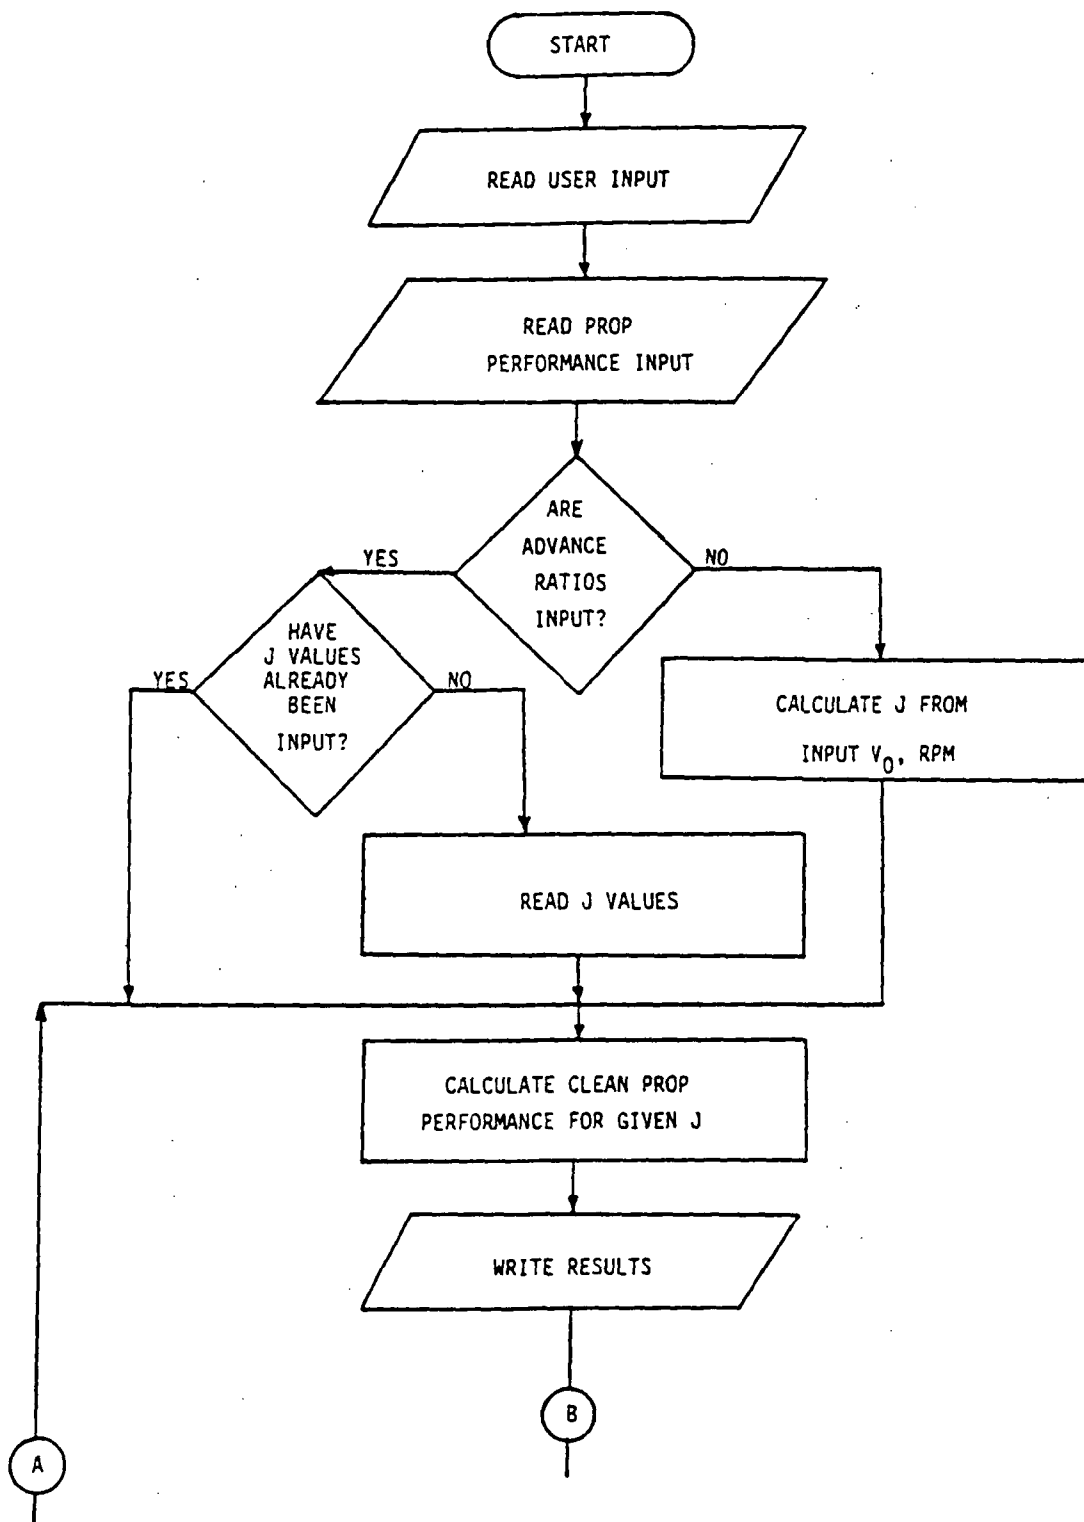 START
READ USER INPUT
READ PROP
PERFORMANCE INPUT
ARE
ADVANCE
RATIOS
INPUT?
YES
NO
HAVE
J VALUES
ALREADY
BEEN
INPUT?
YES
NO
CALCULATE J FROM
INPUT V0, RPM
READ J VALUES
CALCULATE CLEAN PROP
PERFORMANCE FOR GIVEN J
WRITE RESULTS
B
A